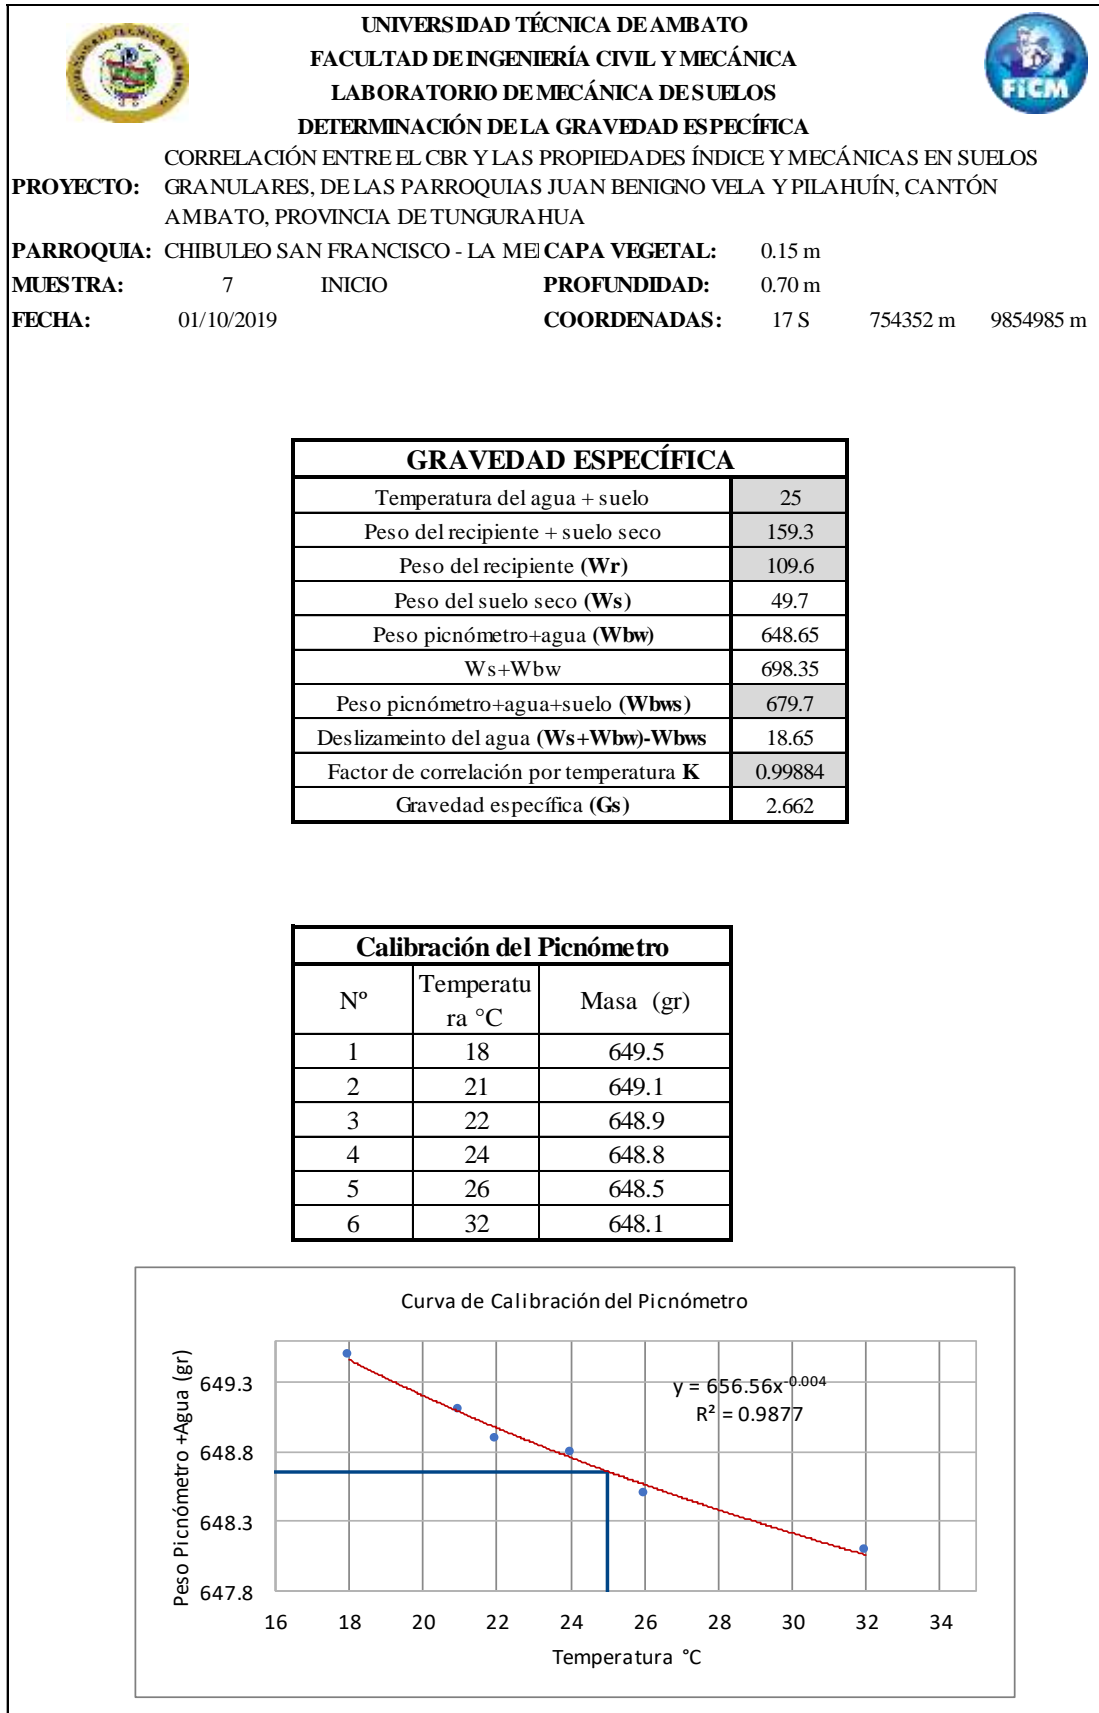 UNIVERSIDAD TÉCNICA DE AMBATO
FACULTAD DE INGENIERÍA CIVIL Y MECÁNICA
LABORATORIO DE MECÁNICA DE SUELOS
DETERMINACIÓN DE LA GRAVEDAD ESPECÍFICA
FICM
PROYECTO: CORRELACIÓN ENTRE EL CBR Y LAS PROPIEDADES ÍNDICE Y MECÁNICAS EN SUELOS
GRANULARES, DE LAS PARROQUIAS JUAN BENIGNO VELA Y PILAHUÍN, CANTÓN
AMBATO, PROVINCIA DE TUNGURAHUA
PARROQUIA: CHIBULEO SAN FRANCISCO - LA ME CAPA VEGETAL: 0.15 m
MUESTRA: 7 INICIO PROFUNDIDAD: 0.70 m
FECHA: 01/10/2019 COORDENADAS: 17 S 754352 m 9854985 m
GRAVEDAD ESPECÍFICA
Temperatura del agua + suelo 25
Peso del recipiente + suelo seco 159.3
Peso del recipiente (Wr) 109.6
Peso del suelo seco (Ws) 49.7
Peso picnómetro+agua (Wbw) 648.65
Ws+Wbw 698.35
Peso picnómetro+agua+suelo (Wbws) 679.7
Deslizameinto del agua (Ws+Wbw)-Wbws 18.65
Factor de correlación por temperatura K 0.99884
Gravedad específica (Gs) 2.662
Calibración del Picnómetro
Nº Temperatu
ra °C Masa (gr)
1 18 649.5
2 21 649.1
3 22 648.9
4 24 648.8
5 26 648.5
6 32 648.1
Curva de Calibración del Picnómetro
Peso Picnómetro +Agua (gr)
649.3
648.8
648.3
647.8
y = 656.56x^-0.004
R² = 0.9877
16 18 20 22 24 26 28 30 32 34
Temperatura °C